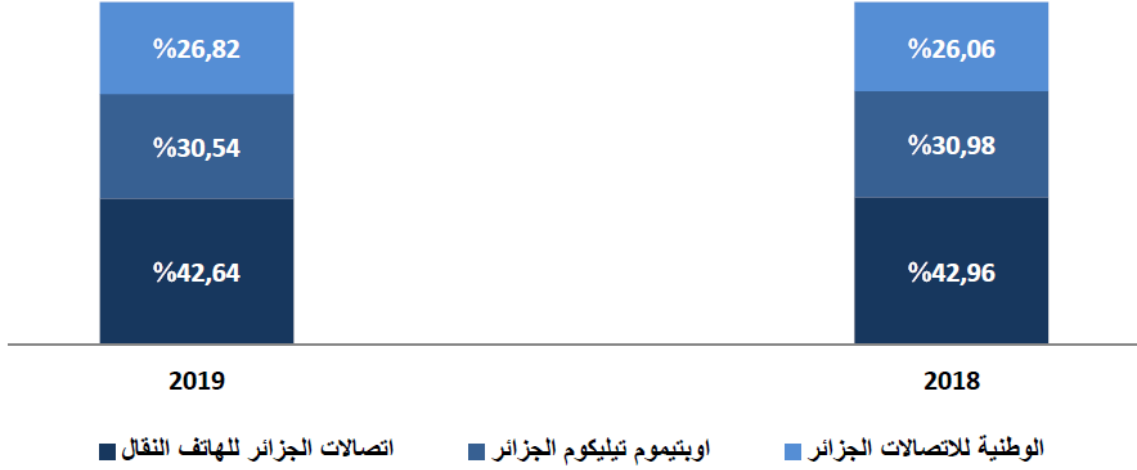 %26,82 %26,06
%30,54 %30,98
%42,64 %42,96
2019 2018
اتصالات الجزائر للهاتف النقال اوبتيموم تيليكوم الجزائر الوطنية للاتصالات الجزائر